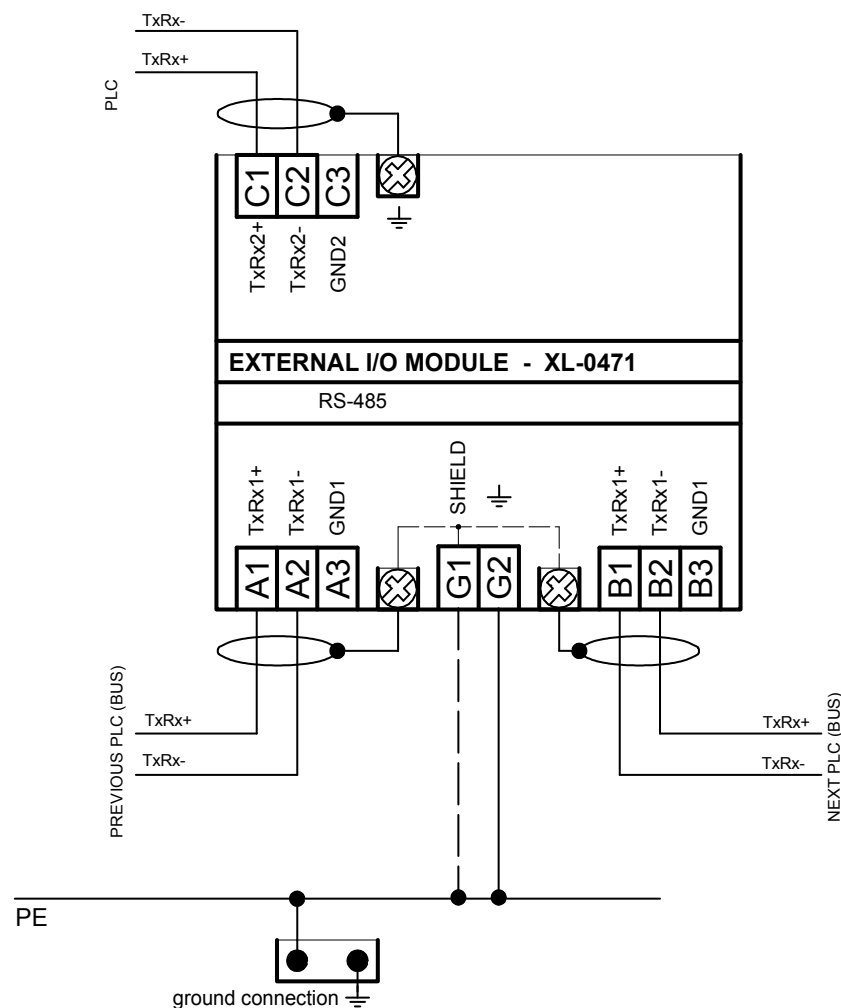 TxRx-
TxRx+
PLC
C1
C2
C3
TxRx2+
TxRx2-
GND2
EXTERNAL I/O MODULE - XL-0471
RS-485
TxRx1+
TxRx1-
GND1
SHIELD
TxRx1+
TxRx1-
GND1
A1
A2
A3
G1
G2
B1
B2
B3
PREVIOUS PLC (BUS)
TxRx+
TxRx-
TxRx+
TxRx-
NEXT PLC (BUS)
PE
ground connection